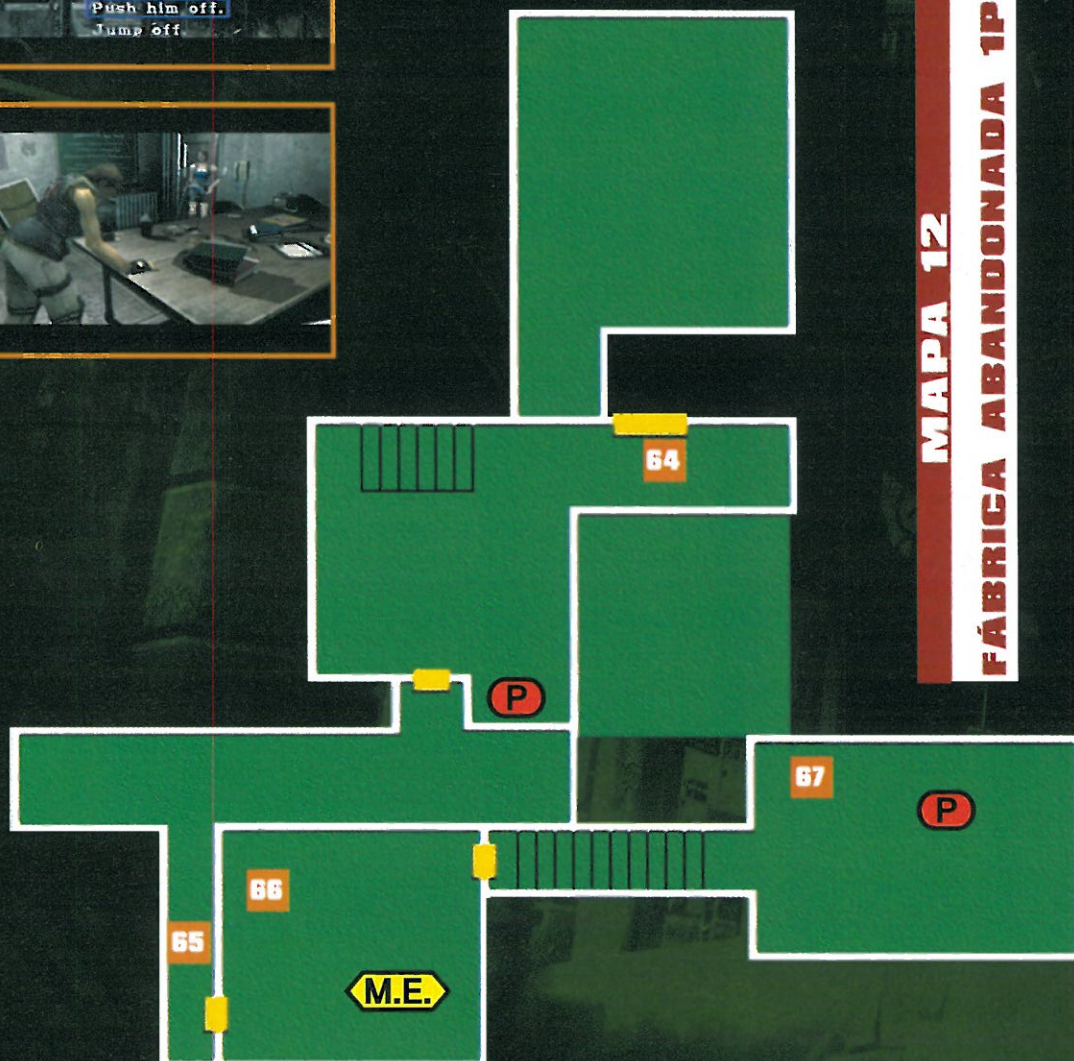 Push him off.
Jump off.
MAPA 12
FÁBRICA ABANDONADA 1P
64
P
67
P
66
65
M.E.